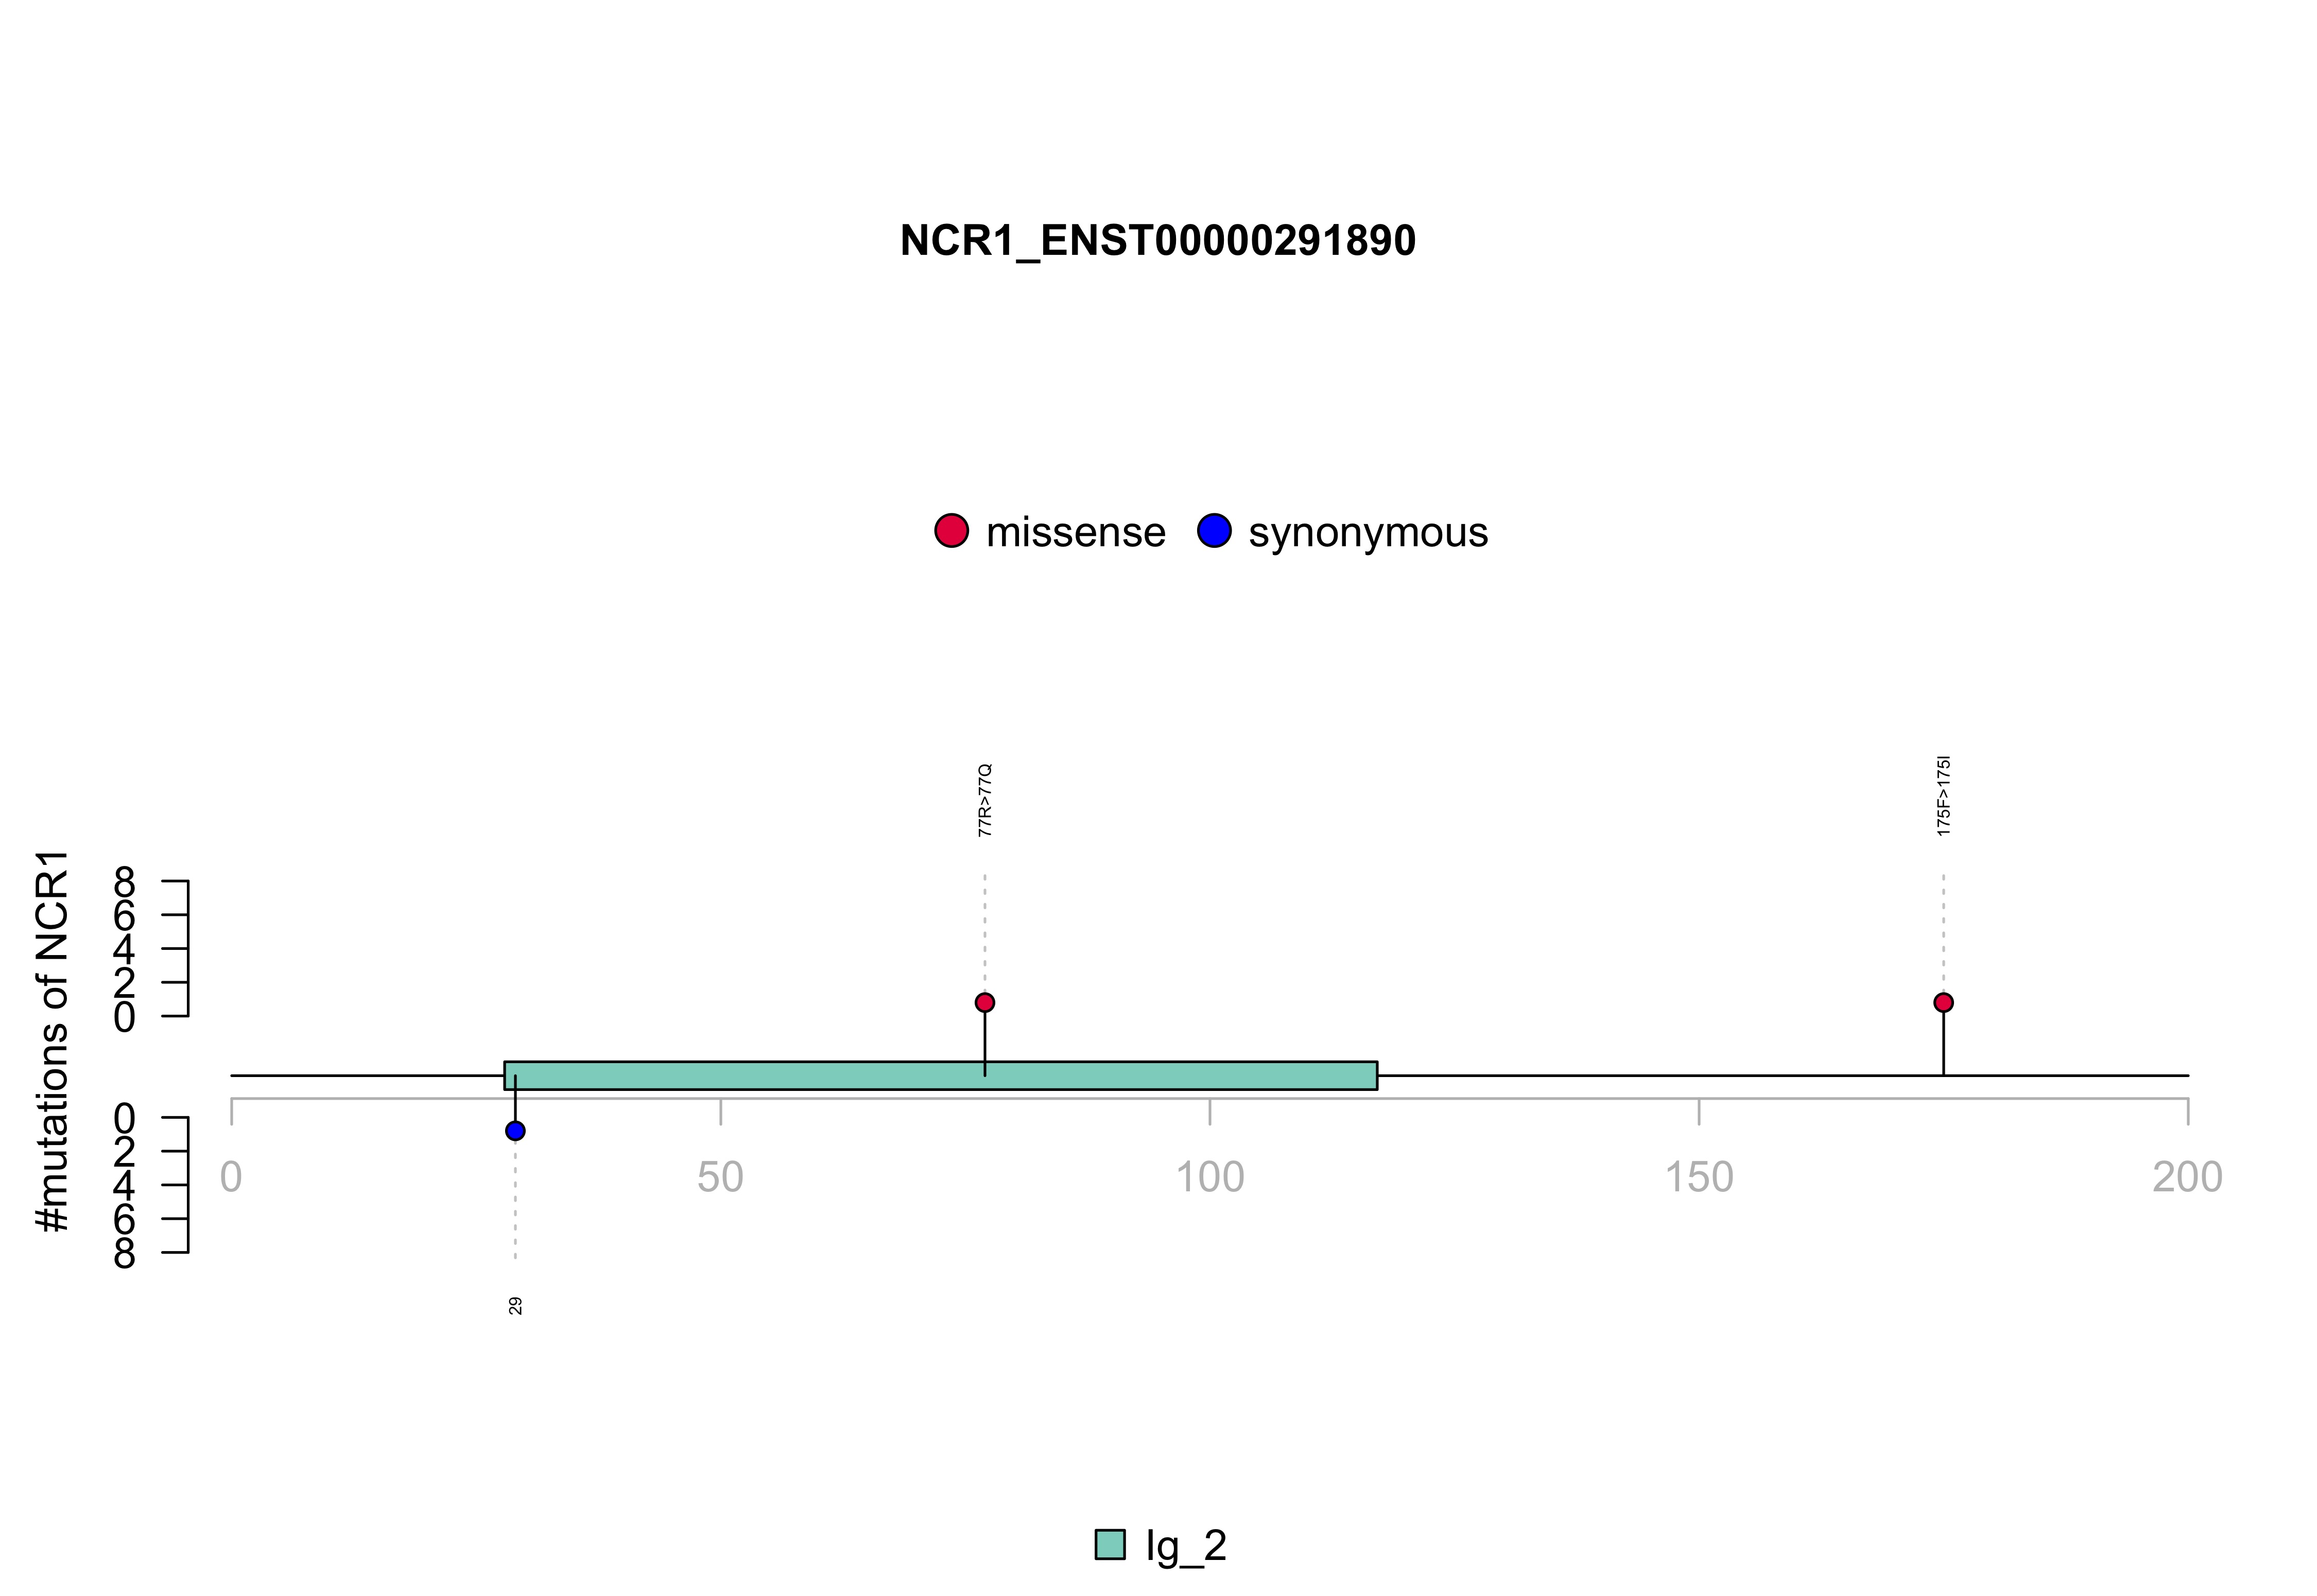 NCR1_ENST00000291890
missense synonymous
77R>77Q
175F>175I
#mutations of NCR1
8
6
4
2
0
0
2
4
6
8
0 50 100 150 200
29
Ig_2